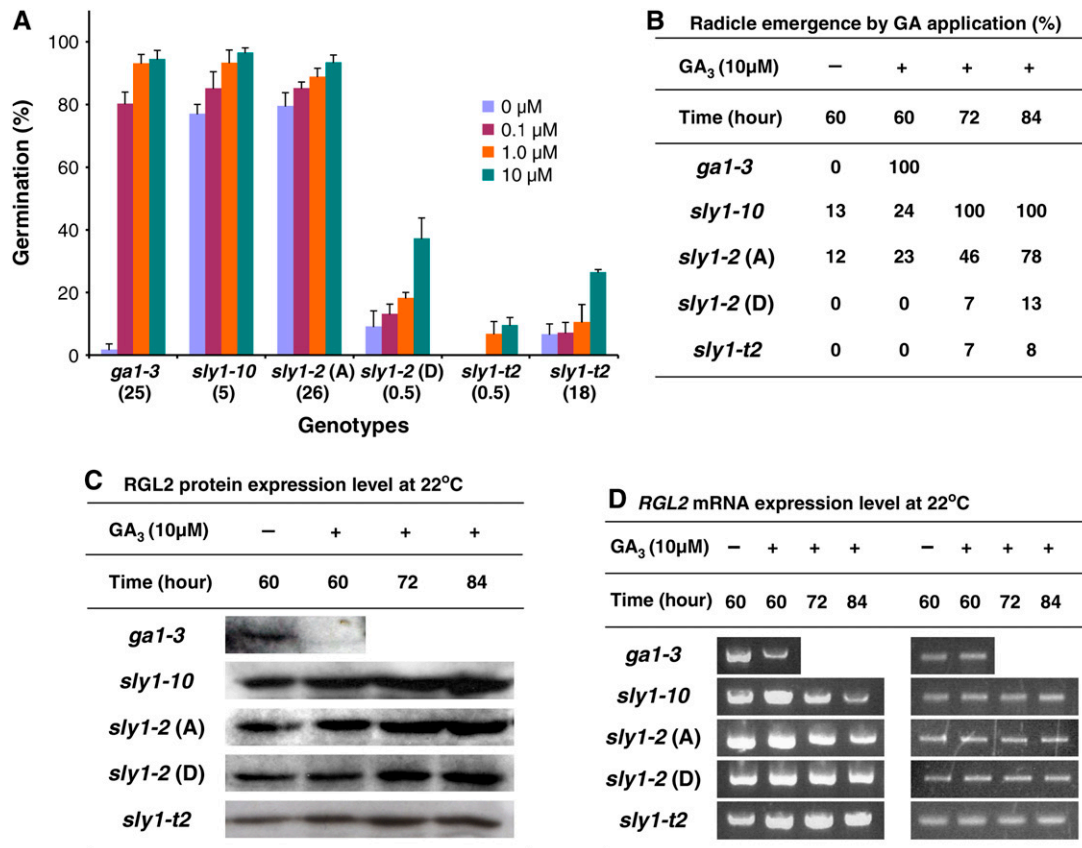 A
Germination (%)
100
80
60
40
20
0
0 µM
0.1 µM
1.0 µM
10 µM
ga1-3 sly1-10 sly1-2 (A) sly1-2 (D) sly1-t2 sly1-t2
(25) (5) (26) (0.5) (0.5) (18)
Genotypes
B Radicle emergence by GA application (%)
GA3 (10µM) − + + +
Time (hour) 60 60 72 84
ga1-3 0 100
sly1-10 13 24 100 100
sly1-2 (A) 12 23 46 78
sly1-2 (D) 0 0 7 13
sly1-t2 0 0 7 8
C RGL2 protein expression level at 22°C
GA3 (10µM) − + + +
Time (hour) 60 60 72 84
ga1-3
sly1-10
sly1-2 (A)
sly1-2 (D)
sly1-t2
D RGL2 mRNA expression level at 22°C
GA3 (10µM) − + + + − + + +
Time (hour) 60 60 72 84 60 60 72 84
ga1-3
sly1-10
sly1-2 (A)
sly1-2 (D)
sly1-t2